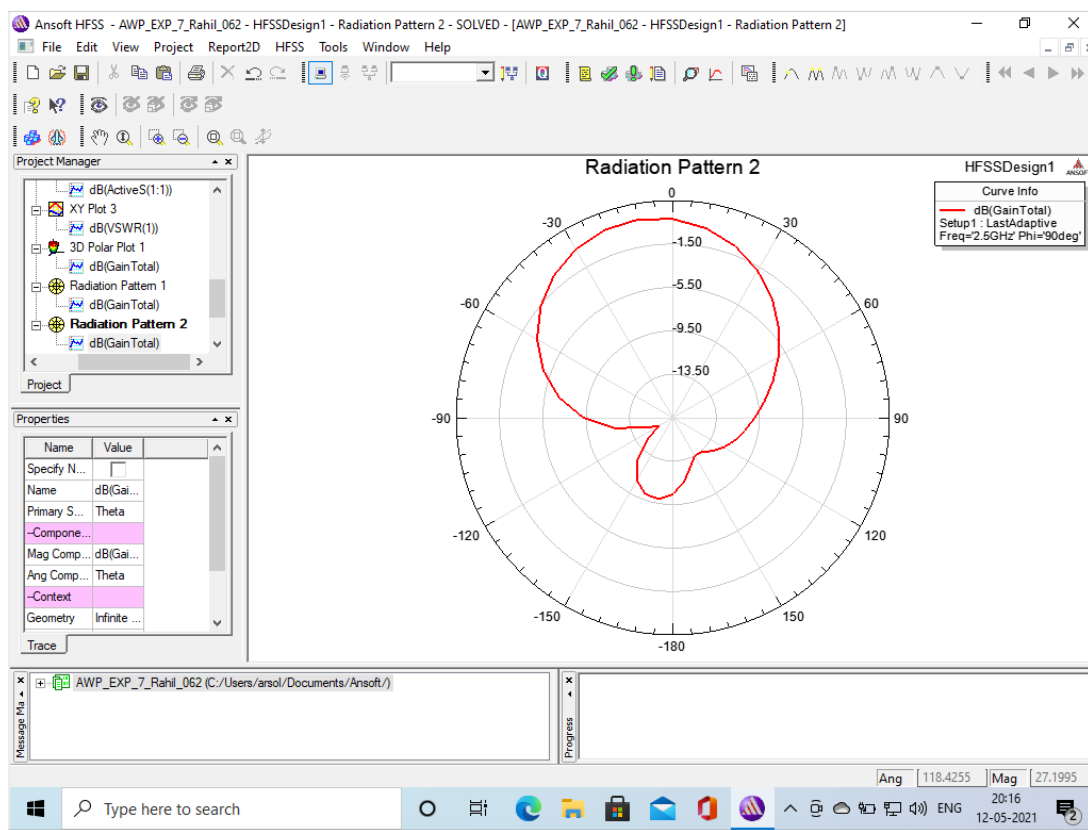 Ansoft HFSS - AWP_EXP_7_Rahil_062 - HFSSDesign1 - Radiation Pattern 2 - SOLVED - [AWP_EXP_7_Rahil_062 - HFSSDesign1 - Radiation Pattern 2]
File Edit View Project Report2D HFSS Tools Window Help
Project Manager
dB(ActiveS(1:1))
XY Plot 3
dB(VSWR(1))
3D Polar Plot 1
dB(GainTotal)
Radiation Pattern 1
dB(GainTotal)
Radiation Pattern 2
dB(GainTotal)
Project
Properties
Name Value
Specify N...
Name dB(Gai...
Primary S... Theta
--Compone...
Mag Comp... dB(Gai...
Ang Comp... Theta
--Context
Geometry Infinite ...
Trace
Radiation Pattern 2
HFSSDesign1
ANSOF
Curve Info
dB(GainTotal)
Setup1 : LastAdaptive
Freq='2.5GHz' Phi='90deg'
0
-30 30
-1.50
-5.50
-60 60
-9.50
-13.50
-90 90
-120 120
-150 150
-180
Message Ma
AWP_EXP_7_Rahil_062 (C:/Users/arsol/Documents/Ansoft/)
Progress
Ang 118.4255 Mag 27.1995
Type here to search
ENG
20:16
12-05-2021
2